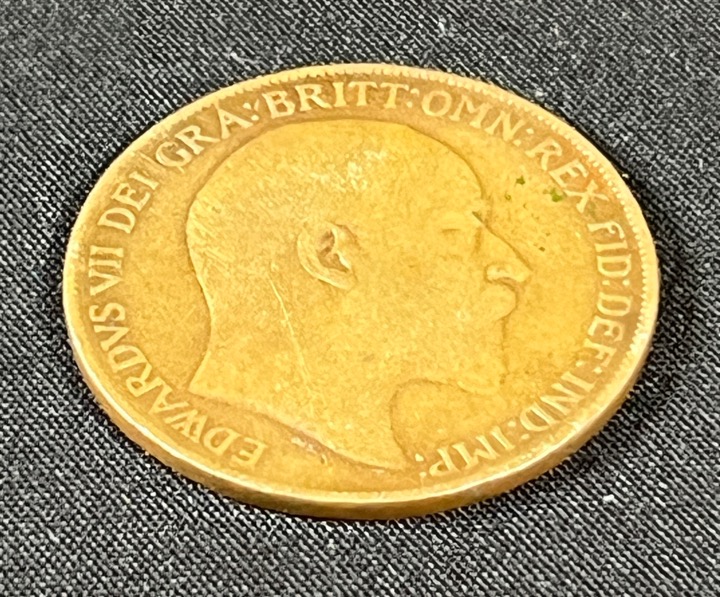 EDWARDVS VII DEI GRA: BRITT: OMN: REX FID: DEF: IND: IMP: